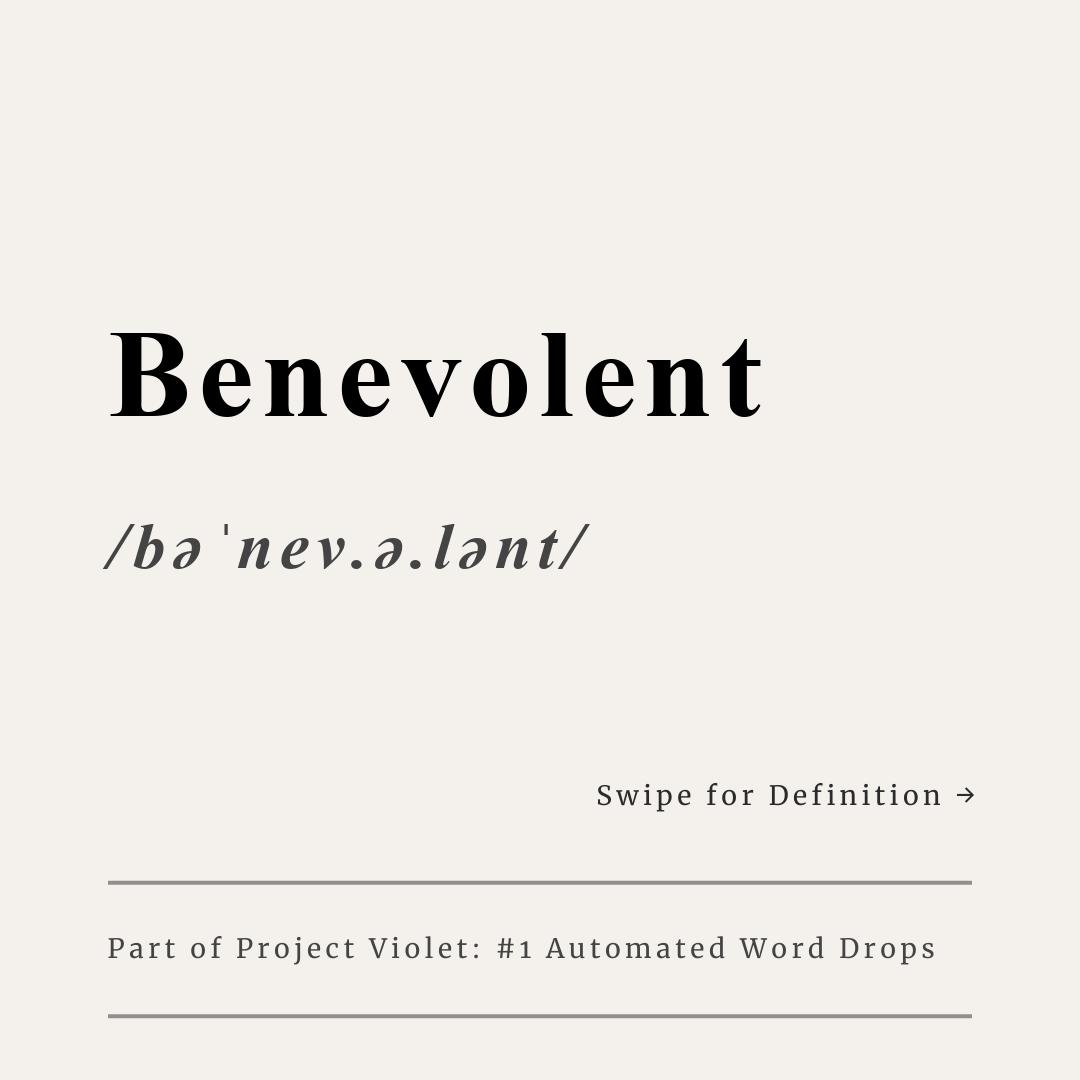 Benevolent
/bəˈnev.ə.lənt/
Swipe for Definition →
Part of Project Violet: #1 Automated Word Drops